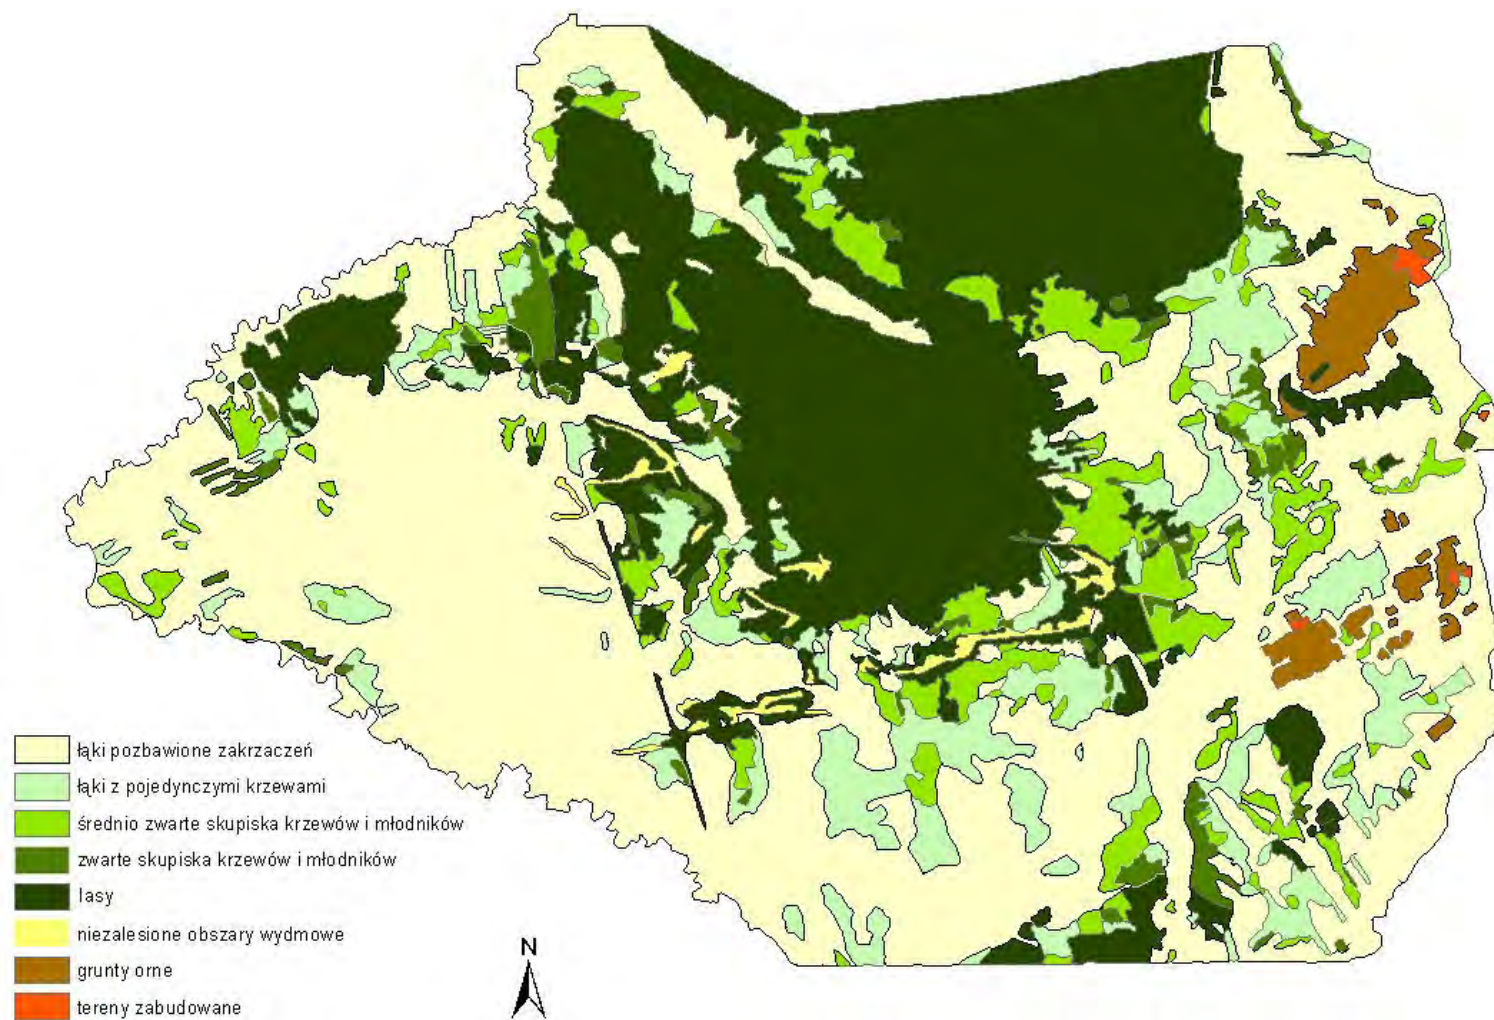 łąki pozbawione zakrzaczeń
łąki z pojedynczymi krzewami
średnio zwarte skupiska krzewów i młodników
zwarte skupiska krzewów i młodników
lasy
niezalesione obszary wydmowe
grunty orne
tereny zabudowane
N